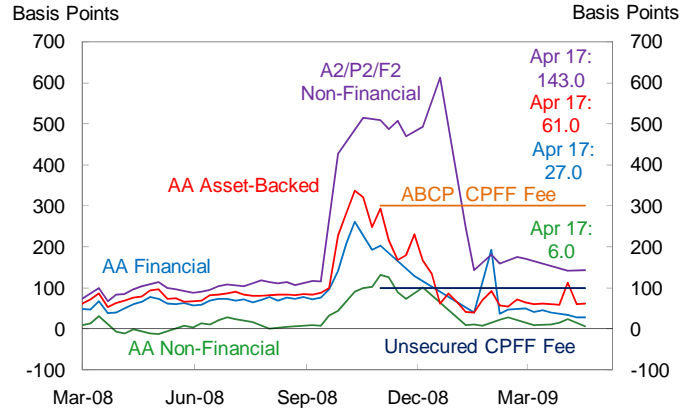 Basis Points
Basis Points
700
700
600
600
500
500
400
400
300
300
200
200
100
100
0
0
-100
-100
A2/P2/F2
Non-Financial
Apr 17:
143.0
Apr 17:
61.0
Apr 17:
27.0
AA Asset-Backed
ABCP CPFF Fee
Apr 17:
6.0
AA Financial
AA Non-Financial
Unsecured CPFF Fee
Mar-08
Jun-08
Sep-08
Dec-08
Mar-09